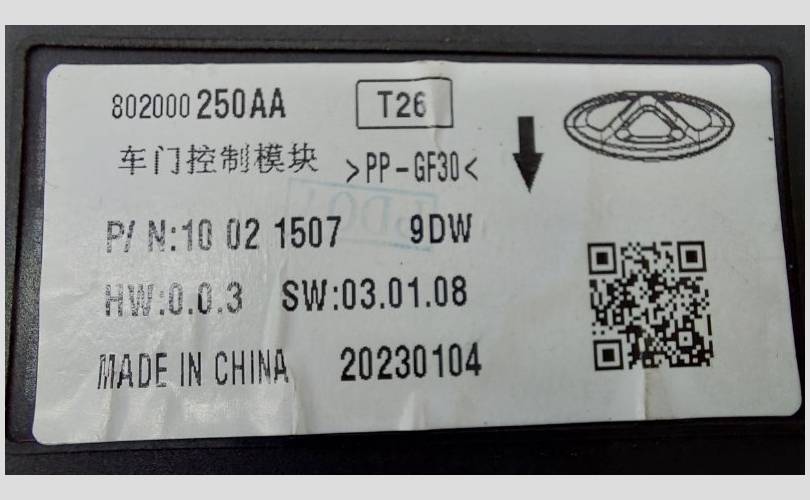 802000250AA T26
车门控制模块 >PP-GF30<
P/N:10 02 1507 9DW
HW:0.0.3 SW:03.01.08
MADE IN CHINA 20230104